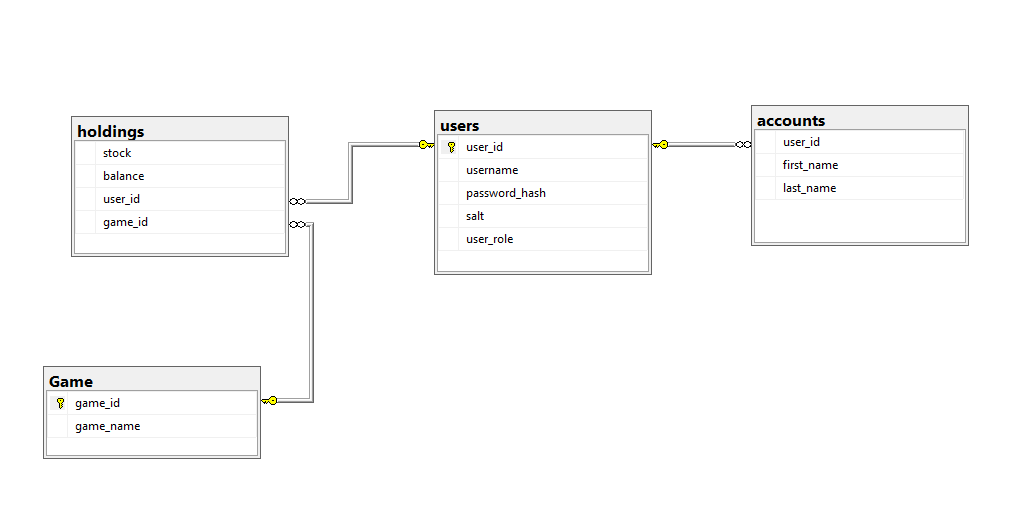 holdings
stock
balance
user_id
game_id
users
user_id
username
password_hash
salt
user_role
accounts
user_id
first_name
last_name
Game
game_id
game_name